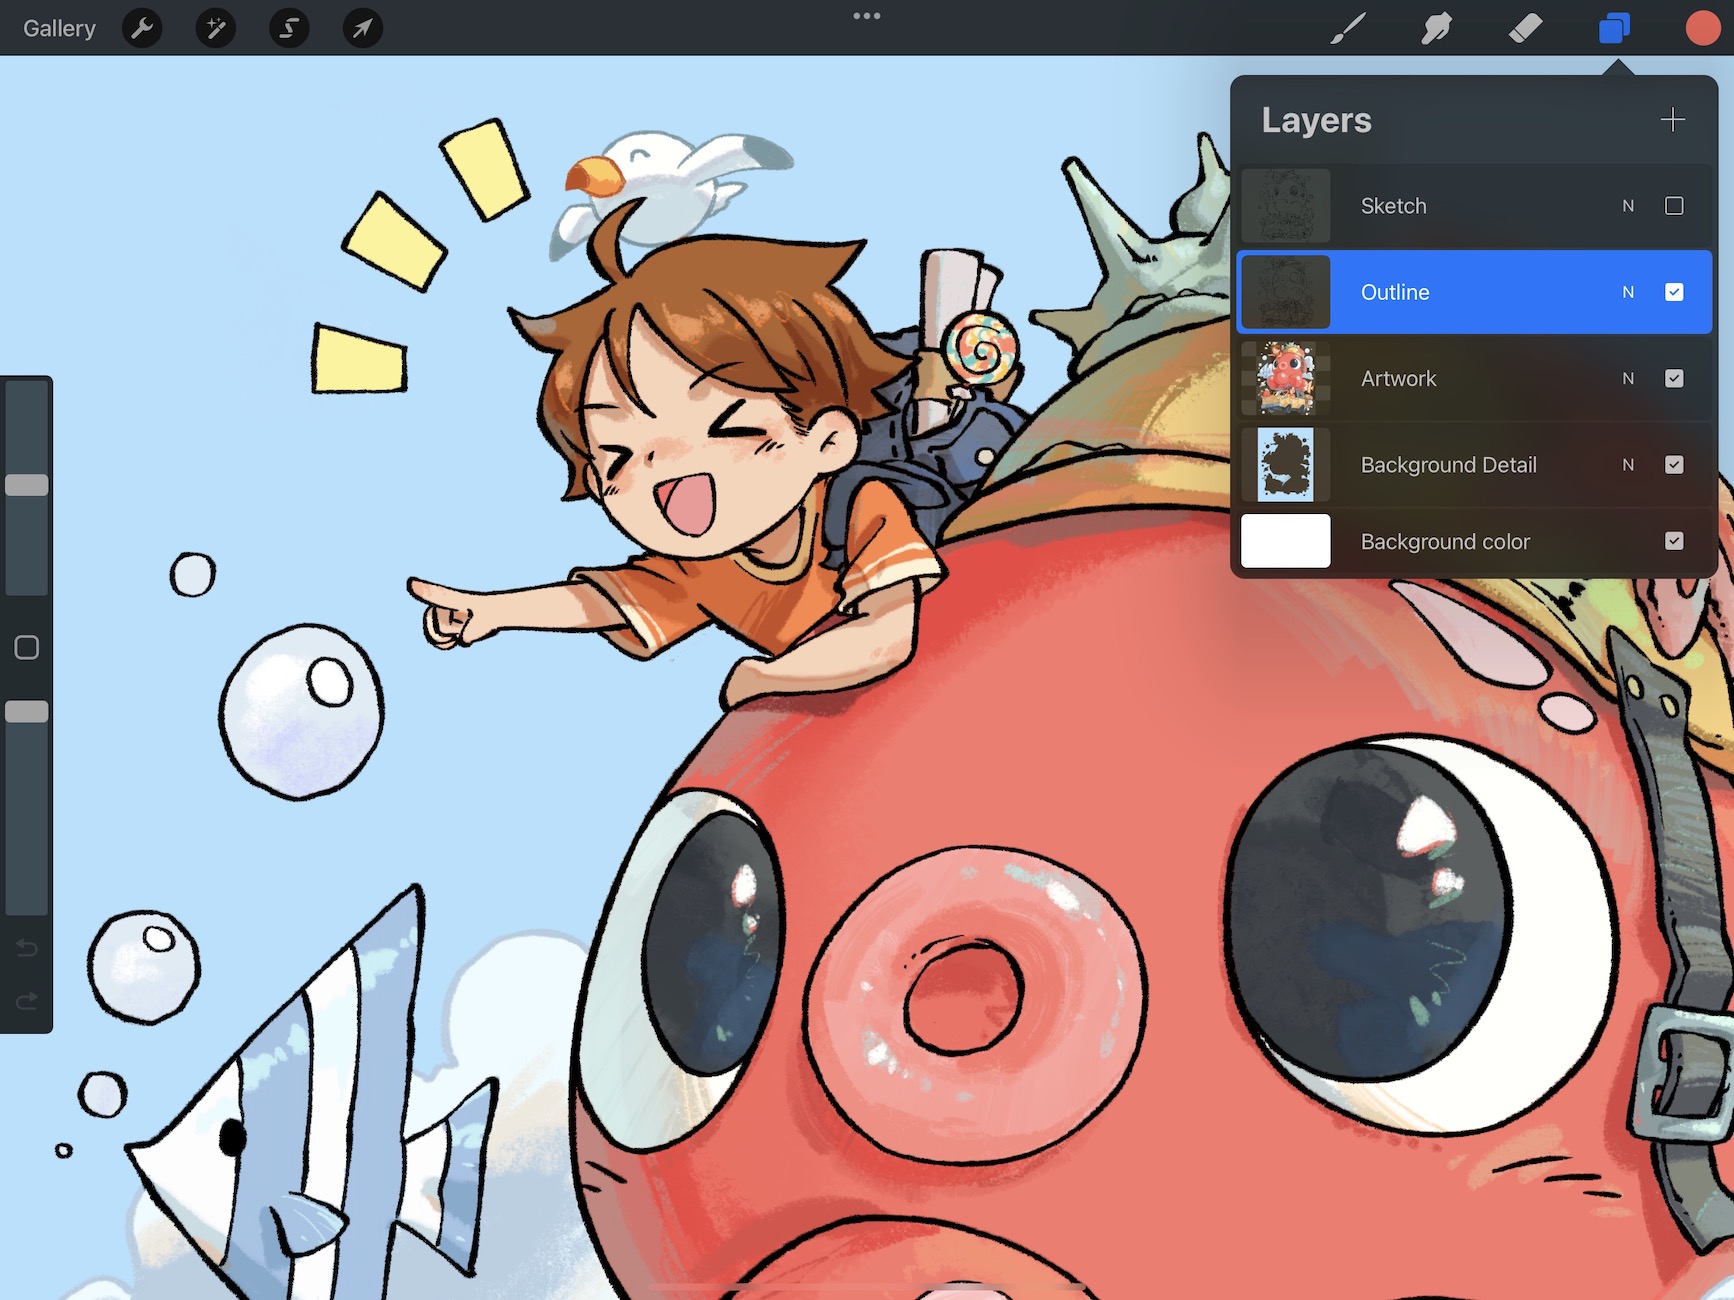 Gallery
Layers
Sketch N
Outline N
Artwork N
Background Detail N
Background color